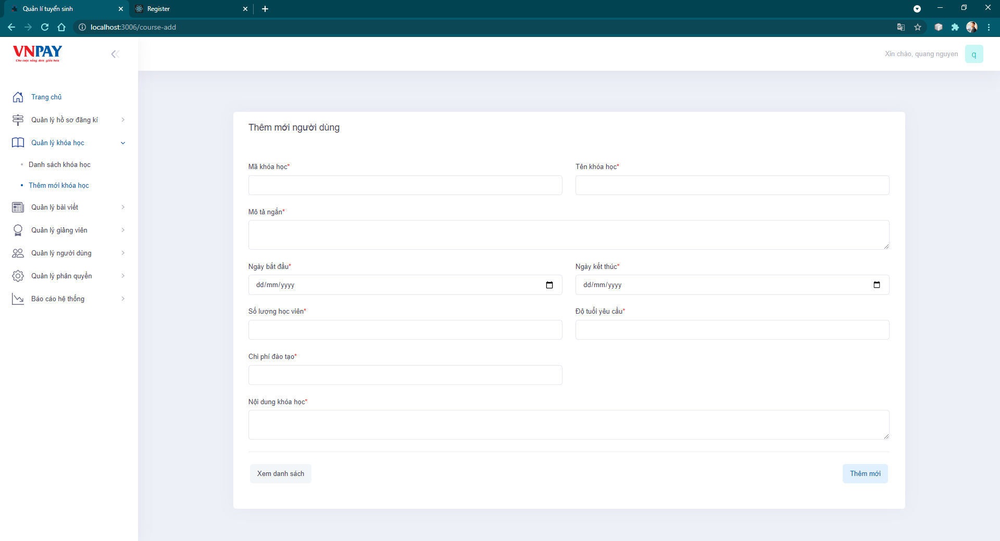 Quản lí tuyển sinh
Register
localhost:3006/course-add
VNPAY
Cho cuộc sống đơn giản hơn
Xin chào, quang nguyen
q
Trang chủ
Quản lý hồ sơ đăng kí
Quản lý khóa học
Danh sách khóa học
Thêm mới khóa học
Quản lý bài viết
Quản lý giảng viên
Quản lý người dùng
Quản lý phân quyền
Báo cáo hệ thống
Thêm mới người dùng
Mã khóa học*
Tên khóa học*
Mô tả ngắn*
Ngày bắt đầu*
Ngày kết thúc*
dd/mm/yyyy
dd/mm/yyyy
Số lượng học viên*
Độ tuổi yêu cầu*
Chi phí đào tạo*
Nội dung khóa học*
Xem danh sách
Thêm mới